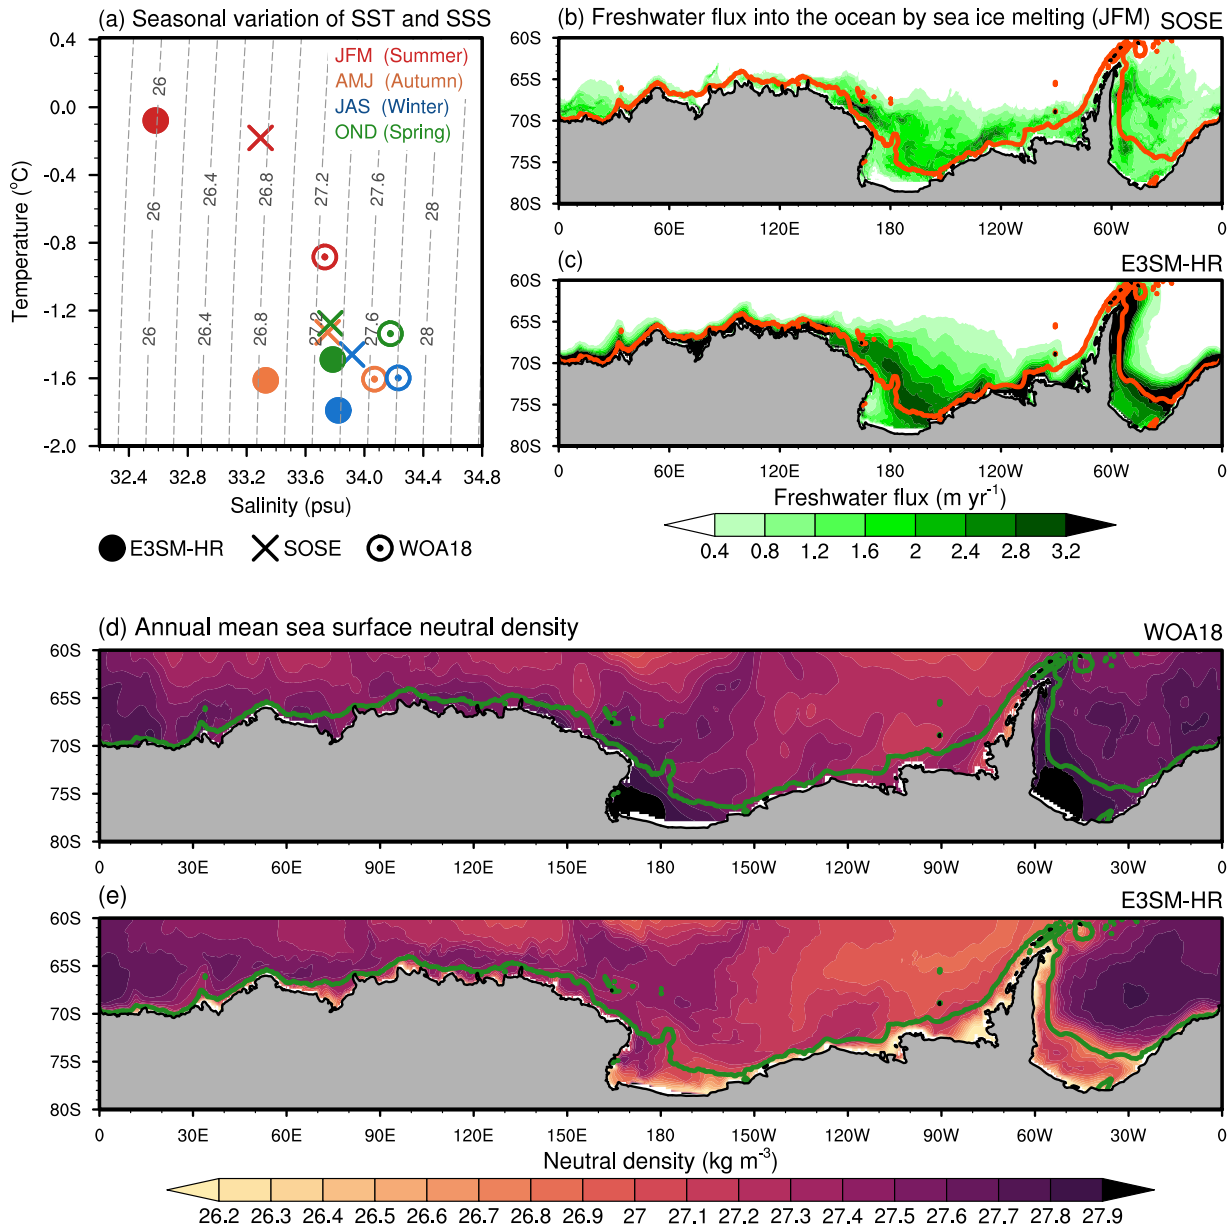 (a) Seasonal variation of SST and SSS
0.4
0.0
-0.4
-0.8
-1.2
-1.6
-2.0
Temperature (°C)
JFM (Summer)
AMJ (Autumn)
JAS (Winter)
OND (Spring)
26
26
26.4
26.8
27.2
27.6
28
26
26.4
26.8
27.2
27.6
28
32.4 32.8 33.2 33.6 34.0 34.4 34.8
Salinity (psu)
E3SM-HR SOSE WOA18
(b) Freshwater flux into the ocean by sea ice melting (JFM) SOSE
60S
65S
70S
75S
80S
0 60E 120E 180 120W 60W 0
(c) E3SM-HR
60S
65S
70S
75S
80S
0 60E 120E 180 120W 60W 0
Freshwater flux (m yr⁻¹)
0.4 0.8 1.2 1.6 2 2.4 2.8 3.2
(d) Annual mean sea surface neutral density WOA18
60S
65S
70S
75S
80S
0 30E 60E 90E 120E 150E 180 150W 120W 90W 60W 30W 0
(e) E3SM-HR
60S
65S
70S
75S
80S
0 30E 60E 90E 120E 150E 180 150W 120W 90W 60W 30W 0
Neutral density (kg m⁻³)
26.2 26.3 26.4 26.5 26.6 26.7 26.8 26.9 27 27.1 27.2 27.3 27.4 27.5 27.6 27.7 27.8 27.9